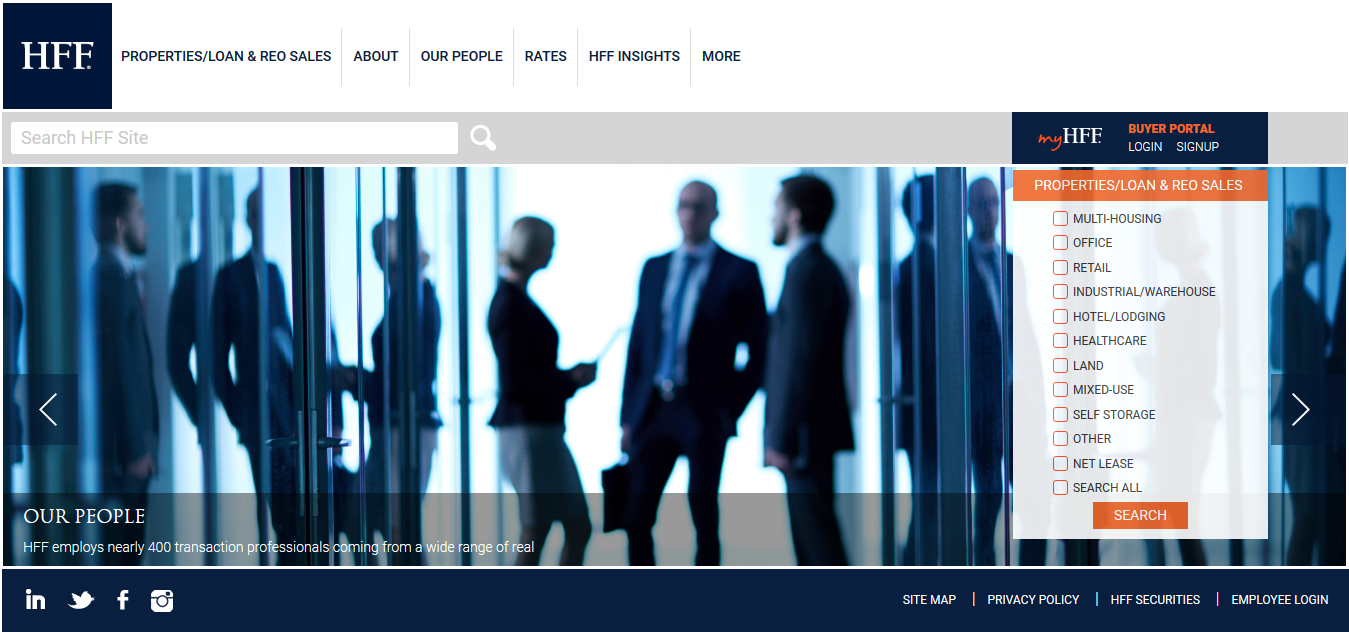 HFF.
PROPERTIES/LOAN & REO SALES
ABOUT
OUR PEOPLE
RATES
HFF INSIGHTS
MORE
Search HFF Site
myHFF.
BUYER PORTAL
LOGIN SIGNUP
PROPERTIES/LOAN & REO SALES
MULTI-HOUSING
OFFICE
RETAIL
INDUSTRIAL/WAREHOUSE
HOTEL/LODGING
HEALTHCARE
LAND
MIXED-USE
SELF STORAGE
OTHER
NET LEASE
SEARCH ALL
SEARCH
OUR PEOPLE
HFF employs nearly 400 transaction professionals coming from a wide range of real
in
SITE MAP | PRIVACY POLICY | HFF SECURITIES | EMPLOYEE LOGIN